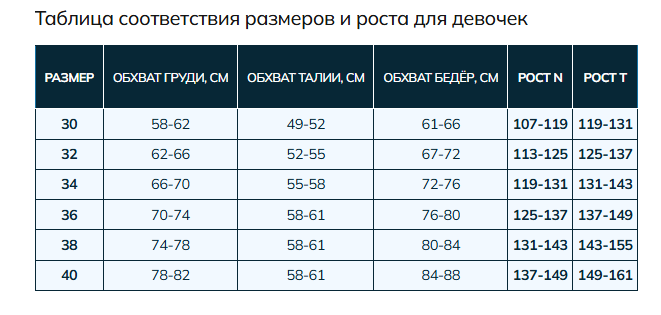 Таблица соответствия размеров и роста для девочек
РАЗМЕР ОБХВАТ ГРУДИ, СМ ОБХВАТ ТАЛИИ, СМ ОБХВАТ БЕДЁР, СМ РОСТ N РОСТ T
30 58-62 49-52 61-66 107-119 119-131
32 62-66 52-55 67-72 113-125 125-137
34 66-70 55-58 72-76 119-131 131-143
36 70-74 58-61 76-80 125-137 137-149
38 74-78 58-61 80-84 131-143 143-155
40 78-82 58-61 84-88 137-149 149-161